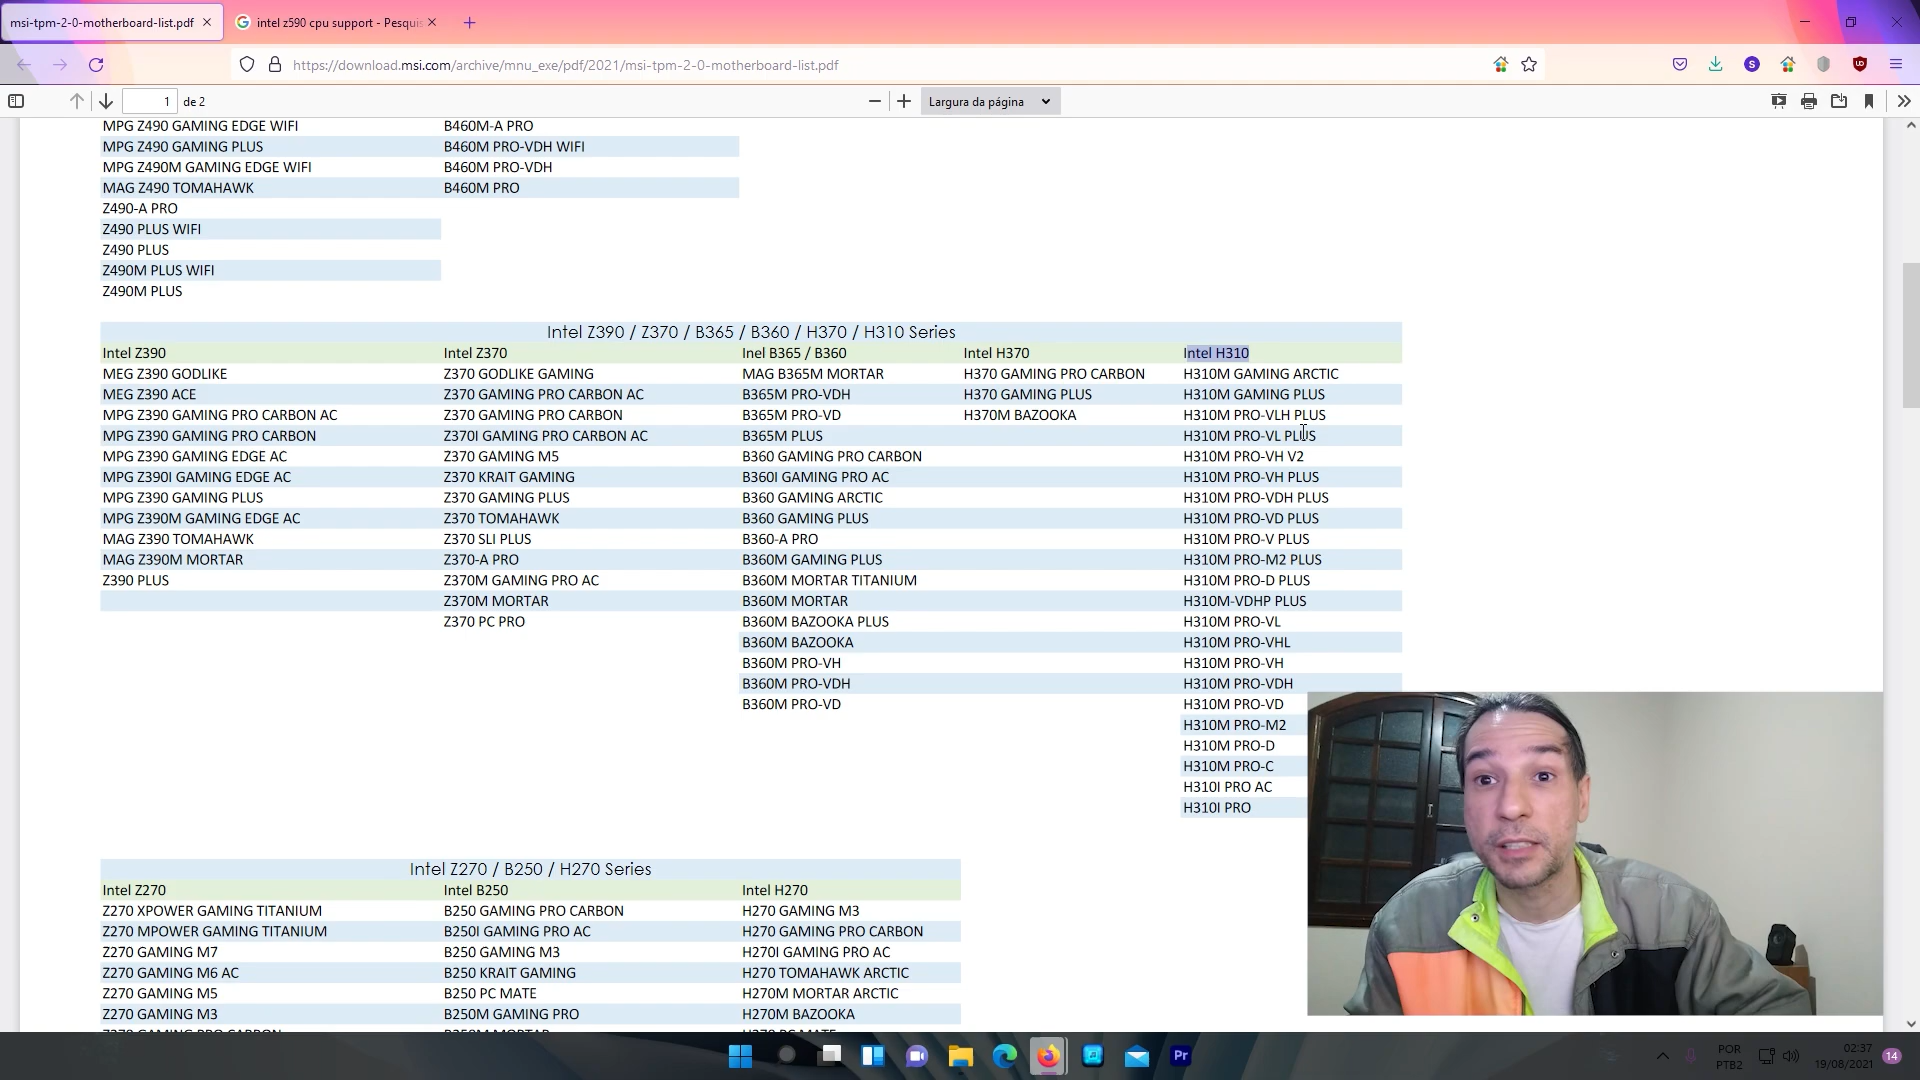 msi-tpm-2-0-motherboard-list.pdf
intel z590 cpu support - Pesquis
https://download.msi.com/archive/mnu_exe/pdf/2021/msi-tpm-2-0-motherboard-list.pdf
1 de 2
Largura da página
MPG Z490 GAMING EDGE WIFI B460M-A PRO
MPG Z490 GAMING PLUS B460M PRO-VDH WIFI
MPG Z490M GAMING EDGE WIFI B460M PRO-VDH
MAG Z490 TOMAHAWK B460M PRO
Z490-A PRO
Z490 PLUS WIFI
Z490 PLUS
Z490M PLUS WIFI
Z490M PLUS
Intel Z390 / Z370 / B365 / B360 / H370 / H310 Series
Intel Z390 Intel Z370 Inel B365 / B360 Intel H370 Intel H310
MEG Z390 GODLIKE Z370 GODLIKE GAMING MAG B365M MORTAR H370 GAMING PRO CARBON H310M GAMING ARCTIC
MEG Z390 ACE Z370 GAMING PRO CARBON AC B365M PRO-VDH H370 GAMING PLUS H310M GAMING PLUS
MPG Z390 GAMING PRO CARBON AC Z370 GAMING PRO CARBON B365M PRO-VD H370M BAZOOKA H310M PRO-VLH PLUS
MPG Z390 GAMING PRO CARBON Z370I GAMING PRO CARBON AC B365M PLUS H310M PRO-VL PLUS
MPG Z390 GAMING EDGE AC Z370 GAMING M5 B360 GAMING PRO CARBON H310M PRO-VH V2
MPG Z390I GAMING EDGE AC Z370 KRAIT GAMING B360I GAMING PRO AC H310M PRO-VH PLUS
MPG Z390 GAMING PLUS Z370 GAMING PLUS B360 GAMING ARCTIC H310M PRO-VDH PLUS
MPG Z390M GAMING EDGE AC Z370 TOMAHAWK B360 GAMING PLUS H310M PRO-VD PLUS
MAG Z390 TOMAHAWK Z370 SLI PLUS B360-A PRO H310M PRO-V PLUS
MAG Z390M MORTAR Z370-A PRO B360M GAMING PLUS H310M PRO-M2 PLUS
Z390 PLUS Z370M GAMING PRO AC B360M MORTAR TITANIUM H310M PRO-D PLUS
Z370M MORTAR B360M MORTAR H310M-VDHP PLUS
Z370 PC PRO B360M BAZOOKA PLUS H310M PRO-VL
B360M BAZOOKA H310M PRO-VHL
B360M PRO-VH H310M PRO-VH
B360M PRO-VDH H310M PRO-VDH
B360M PRO-VD H310M PRO-VD
H310M PRO-M2
H310M PRO-D
H310M PRO-C
H310I PRO AC
H310I PRO
Intel Z270 / B250 / H270 Series
Intel Z270 Intel B250 Intel H270
Z270 XPOWER GAMING TITANIUM B250 GAMING PRO CARBON H270 GAMING M3
Z270 MPOWER GAMING TITANIUM B250I GAMING PRO AC H270 GAMING PRO CARBON
Z270 GAMING M7 B250 GAMING M3 H270I GAMING PRO AC
Z270 GAMING M6 AC B250 KRAIT GAMING H270 TOMAHAWK ARCTIC
Z270 GAMING M5 B250 PC MATE H270M MORTAR ARCTIC
Z270 GAMING M3 B250M GAMING PRO H270M BAZOOKA
Z270 GAMING PRO CARBON B250M MORTAR H270 PC MATE
Pr
POR
PTB2
02:37
19/08/2021
14